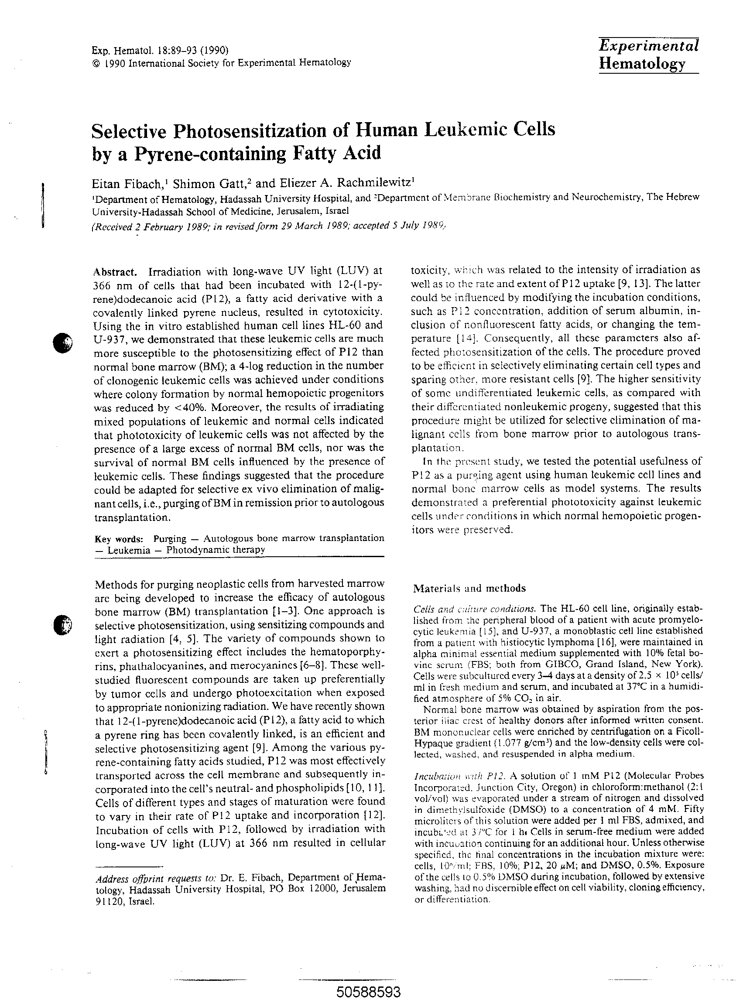 Exp. Hematol. 18:89–93 (1990)
© 1990 International Society for Experimental Hematology
Experimental
Hematology
Selective Photosensitization of Human Leukemic Cells
by a Pyrene-containing Fatty Acid
Eitan Fibach,¹ Shimon Gatt,² and Eliezer A. Rachmilewitz¹
¹Department of Hematology, Hadassah University Hospital, and ²Department of Membrane Biochemistry and Neurochemistry, The Hebrew
University-Hadassah School of Medicine, Jerusalem, Israel
(Received 2 February 1989; in revised form 29 March 1989; accepted 5 July 1989)
Abstract. Irradiation with long-wave UV light (LUV) at
366 nm of cells that had been incubated with 12-(1-py-
rene)dodecanoic acid (P12), a fatty acid derivative with a
covalently linked pyrene nucleus, resulted in cytotoxicity.
Using the in vitro established human cell lines HL-60 and
U-937, we demonstrated that these leukemic cells are much
more susceptible to the photosensitizing effect of P12 than
normal bone marrow (BM); a 4-log reduction in the number
of clonogenic leukemic cells was achieved under conditions
where colony formation by normal hemopoietic progenitors
was reduced by <40%. Moreover, the results of irradiating
mixed populations of leukemic and normal cells indicated
that phototoxicity of leukemic cells was not affected by the
presence of a large excess of normal BM cells, nor was the
survival of normal BM cells influenced by the presence of
leukemic cells. These findings suggested that the procedure
could be adapted for selective ex vivo elimination of malig-
nant cells, i.e., purging of BM in remission prior to autologous
transplantation.
Key words: Purging — Autologous bone marrow transplantation
— Leukemia — Photodynamic therapy
Methods for purging neoplastic cells from harvested marrow
are being developed to increase the efficacy of autologous
bone marrow (BM) transplantation [1–3]. One approach is
selective photosensitization, using sensitizing compounds and
light radiation [4, 5]. The variety of compounds shown to
exert a photosensitizing effect includes the hematoporphy-
rins, phathalocyanines, and merocyanines [6–8]. These well-
studied fluorescent compounds are taken up preferentially
by tumor cells and undergo photoexcitation when exposed
to appropriate nonionizing radiation. We have recently shown
that 12-(1-pyrene)dodecanoic acid (P12), a fatty acid to which
a pyrene ring has been covalently linked, is an efficient and
selective photosensitizing agent [9]. Among the various py-
rene-containing fatty acids studied, P12 was most effectively
transported across the cell membrane and subsequently in-
corporated into the cell's neutral- and phospholipids [10, 11].
Cells of different types and stages of maturation were found
to vary in their rate of P12 uptake and incorporation [12].
Incubation of cells with P12, followed by irradiation with
long-wave UV light (LUV) at 366 nm resulted in cellular
Address offprint requests to: Dr. E. Fibach, Department of Hema-
tology, Hadassah University Hospital, PO Box 12000, Jerusalem
91120, Israel.
toxicity, which was related to the intensity of irradiation as
well as to the rate and extent of P12 uptake [9, 13]. The latter
could be influenced by modifying the incubation conditions,
such as P12 concentration, addition of serum albumin, in-
clusion of nonfluorescent fatty acids, or changing the tem-
perature [14]. Consequently, all these parameters also af-
fected photosensitization of the cells. The procedure proved
to be efficient in selectively eliminating certain cell types and
sparing other, more resistant cells [9]. The higher sensitivity
of some undifferentiated leukemic cells, as compared with
their differentiated nonleukemic progeny, suggested that this
procedure might be utilized for selective elimination of ma-
lignant cells from bone marrow prior to autologous trans-
plantation.
In the present study, we tested the potential usefulness of
P12 as a purging agent using human leukemic cell lines and
normal bone marrow cells as model systems. The results
demonstrated a preferential phototoxicity against leukemic
cells under conditions in which normal hemopoietic progen-
itors were preserved.
Materials and methods
Cells and culture conditions. The HL-60 cell line, originally estab-
lished from the peripheral blood of a patient with acute promyelo-
cytic leukemia [15], and U-937, a monoblastic cell line established
from a patient with histiocytic lymphoma [16], were maintained in
alpha minimal essential medium supplemented with 10% fetal bo-
vine serum (FBS; both from GIBCO, Grand Island, New York).
Cells were subcultured every 3–4 days at a density of 2.5 × 10⁵ cells/
ml in fresh medium and serum, and incubated at 37°C in a humidi-
fied atmosphere of 5% CO₂ in air.
Normal bone marrow was obtained by aspiration from the pos-
terior iliac crest of healthy donors after informed written consent.
BM mononuclear cells were enriched by centrifugation on a Ficoll-
Hypaque gradient (1.077 g/cm³) and the low-density cells were col-
lected, washed, and resuspended in alpha medium.
Incubation with P12. A solution of 1 mM P12 (Molecular Probes
Incorporated, Junction City, Oregon) in chloroform:methanol (2:1
vol/vol) was evaporated under a stream of nitrogen and dissolved
in dimethylsulfoxide (DMSO) to a concentration of 4 mM. Fifty
microliters of this solution were added per 1 ml FBS, admixed, and
incubated at 37°C for 1 h. Cells in serum-free medium were added
with incubation continuing for an additional hour. Unless otherwise
specified, the final concentrations in the incubation mixture were:
cells, FBS, 10%; P12, 20 μM; and DMSO, 0.5%. Exposure
of the cells to 0.5% DMSO during incubation, followed by extensive
washing, had no discernible effect on cell viability, cloning efficiency,
or differentiation.
50588593